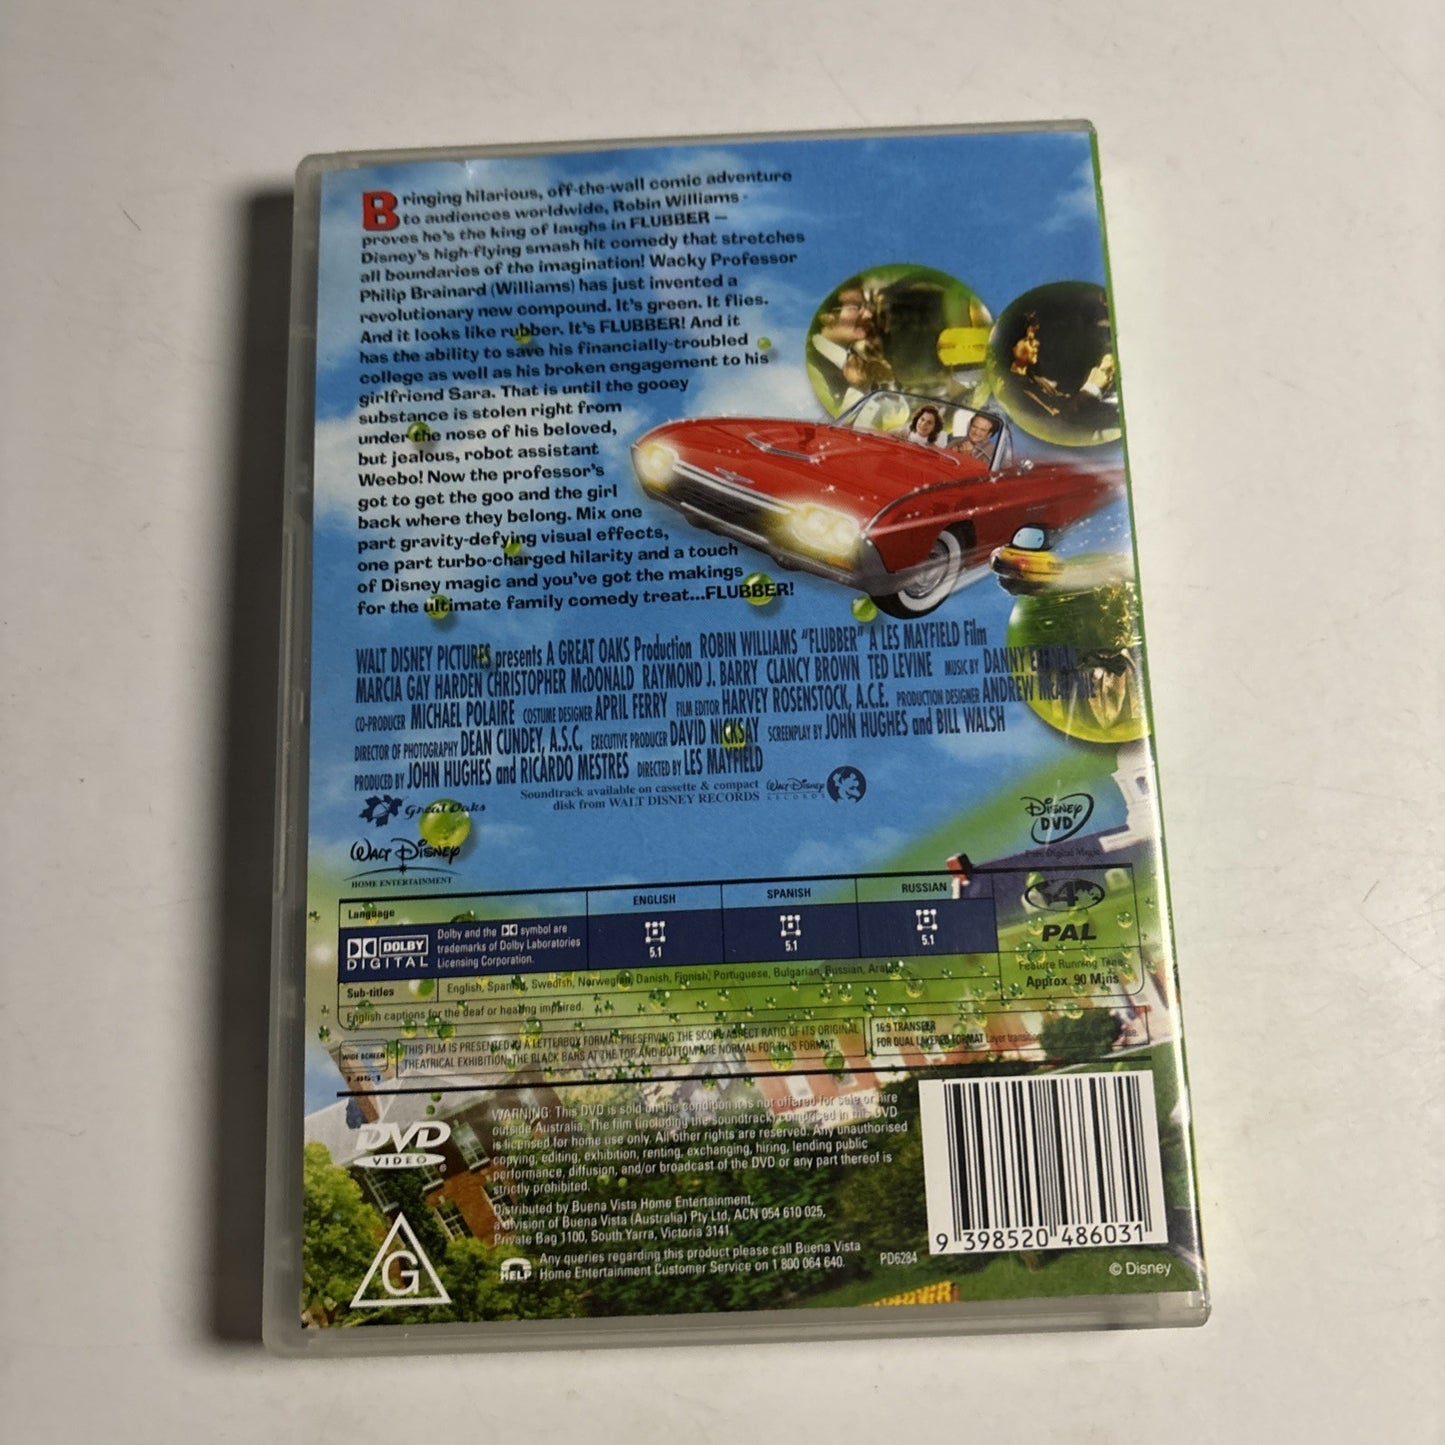 Bringing hilarious, off-the-wall comic adventure
to audiences worldwide, Robin Williams -
proves he's the king of laughs in FLUBBER –
Disney's high-flying smash hit comedy that stretches
all boundaries of the imagination! Wacky Professor
Philip Brainard (Williams) has just invented a
revolutionary new compound. It's green. It flies.
And it looks like rubber. It's FLUBBER! And it
has the ability to save his financially-troubled
college as well as his broken engagement to his
girlfriend Sara. That is until the gooey
substance is stolen right from
under the nose of his beloved,
but jealous, robot assistant
Weebo! Now the professor's
got to get the goo and the girl
back where they belong. Mix one
part gravity-defying visual effects,
one part turbo-charged hilarity and a touch
of Disney magic and you've got the makings
for the ultimate family comedy treat...FLUBBER!
WALT DISNEY PICTURES presents A GREAT OAKS Production ROBIN WILLIAMS "FLUBBER" A LES MAYFIELD Film
MARCIA GAY HARDEN CHRISTOPHER McDONALD RAYMOND J. BARRY CLANCY BROWN TED LEVINE MUSIC BY DANNY ELFMAN
CO-PRODUCER MICHAEL POLAIRE COSTUME DESIGNER APRIL FERRY FILM EDITOR HARVEY ROSENSTOCK, A.C.E. PRODUCTION DESIGNER ANDREW McALPINE
DIRECTOR OF PHOTOGRAPHY DEAN CUNDEY, A.S.C. EXECUTIVE PRODUCER DAVID NICKSAY SCREENPLAY BY JOHN HUGHES and BILL WALSH
PRODUCED BY JOHN HUGHES and RICARDO MESTRES DIRECTED BY LES MAYFIELD
Soundtrack available on cassette & compact
disk from WALT DISNEY RECORDS
Walt Disney
RECORDS
Great Oaks
Disney
DVD
Pure Digital Magic
Walt Disney
HOME ENTERTAINMENT
Language
ENGLISH
SPANISH
RUSSIAN
DOLBY
DIGITAL
Dolby and the DD symbol are
trademarks of Dolby Laboratories
Licensing Corporation.
5.1
5.1
5.1
4
PAL
Feature Running Time
Approx. 90 Mins
Sub-titles
English, Spanish, Swedish, Norwegian, Danish, Finnish, Portuguese, Bulgarian, Russian, Arabic
English captions for the deaf or hearing impaired.
WIDE SCREEN
1.85:1
THIS FILM IS PRESENTED IN A LETTERBOX FORMAT PRESERVING THE SCOPE ASPECT RATIO OF ITS ORIGINAL
THEATRICAL EXHIBITION. THE BLACK BARS AT THE TOP AND BOTTOM ARE NORMAL FOR THIS FORMAT.
16:9 TRANSFER
FOR DUAL LAYERED FORMAT Layer transition
DVD
VIDEO
WARNING: This DVD is sold on the condition it is not offered for sale or hire
outside Australia. The film (including the soundtrack) comprised in this DVD
is licensed for home use only. All other rights are reserved. Any unauthorised
copying, editing, exhibition, renting, exchanging, hiring, lending public
performance, diffusion, and/or broadcast of the DVD or any part thereof is
strictly prohibited.
Distributed by Buena Vista Home Entertainment,
a division of Buena Vista (Australia) Pty Ltd, ACN 054 610 025,
Private Bag 1100, South Yarra, Victoria 3141.
HELP
Any queries regarding this product please call Buena Vista
Home Entertainment Customer Service on 1 800 064 640.
PD6284
G
9 398520 486031
© Disney